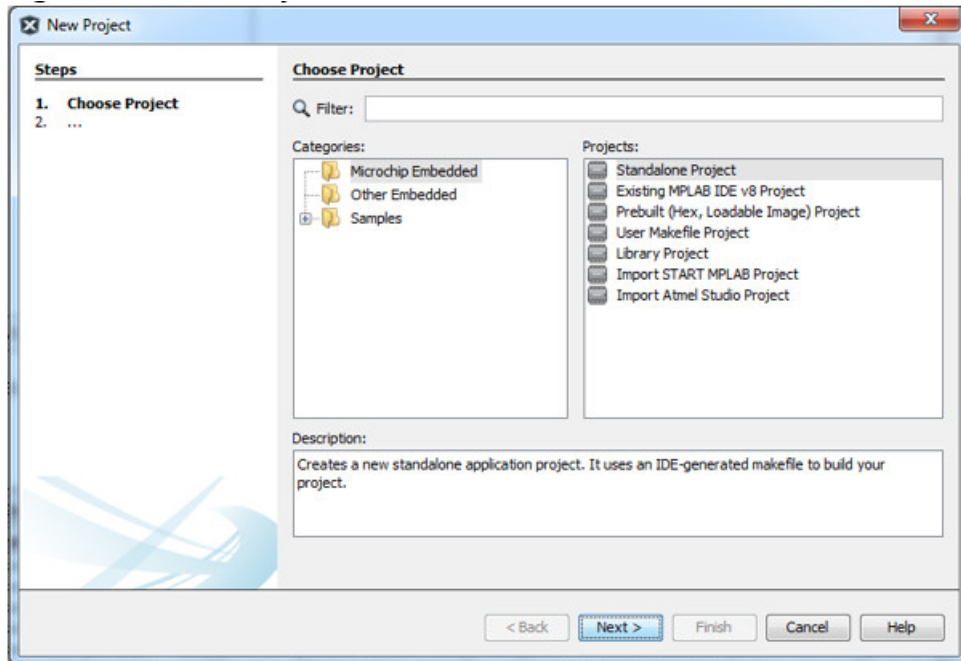 New Project
Steps
1. Choose Project
2. ...
Choose Project
Filter:
Categories:
Microchip Embedded
Other Embedded
Samples
Projects:
Standalone Project
Existing MPLAB IDE v8 Project
Prebuilt (Hex, Loadable Image) Project
User Makefile Project
Library Project
Import START MPLAB Project
Import Atmel Studio Project
Description:
Creates a new standalone application project. It uses an IDE-generated makefile to build your
project.
< Back
Next >
Finish
Cancel
Help